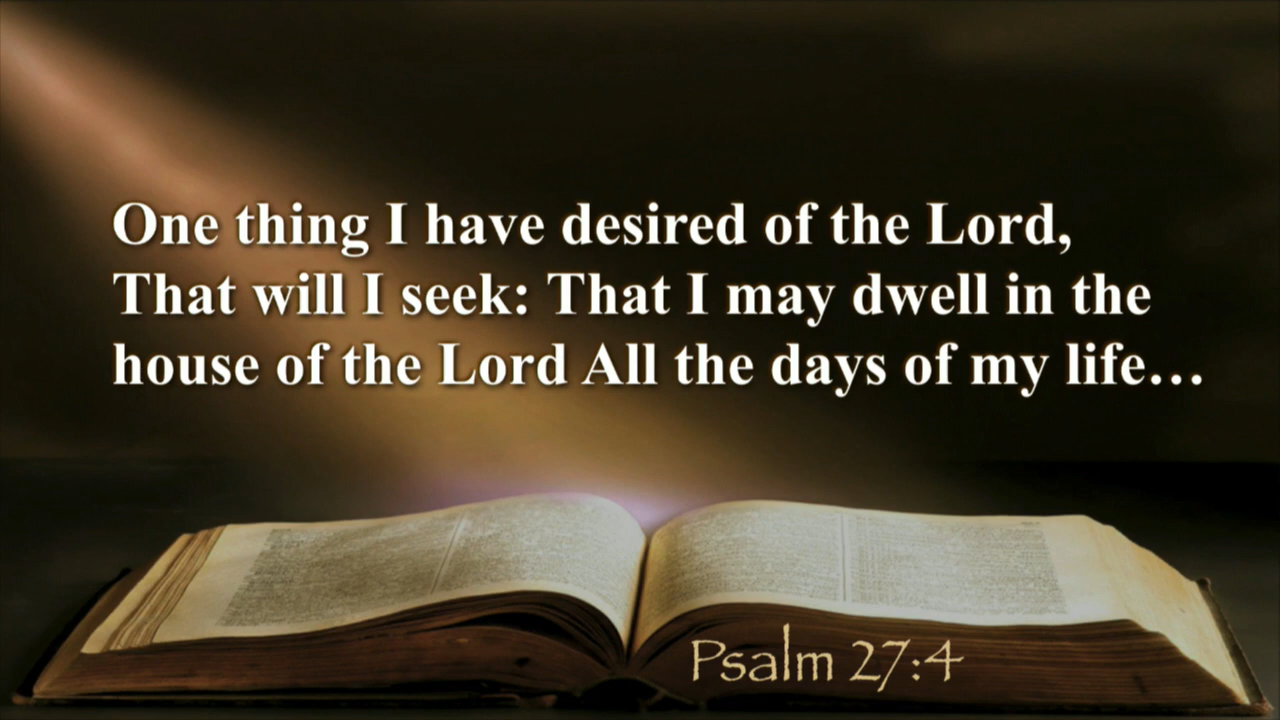 One thing I have desired of the Lord,
That will I seek: That I may dwell in the
house of the Lord All the days of my life…
Psalm 27:4